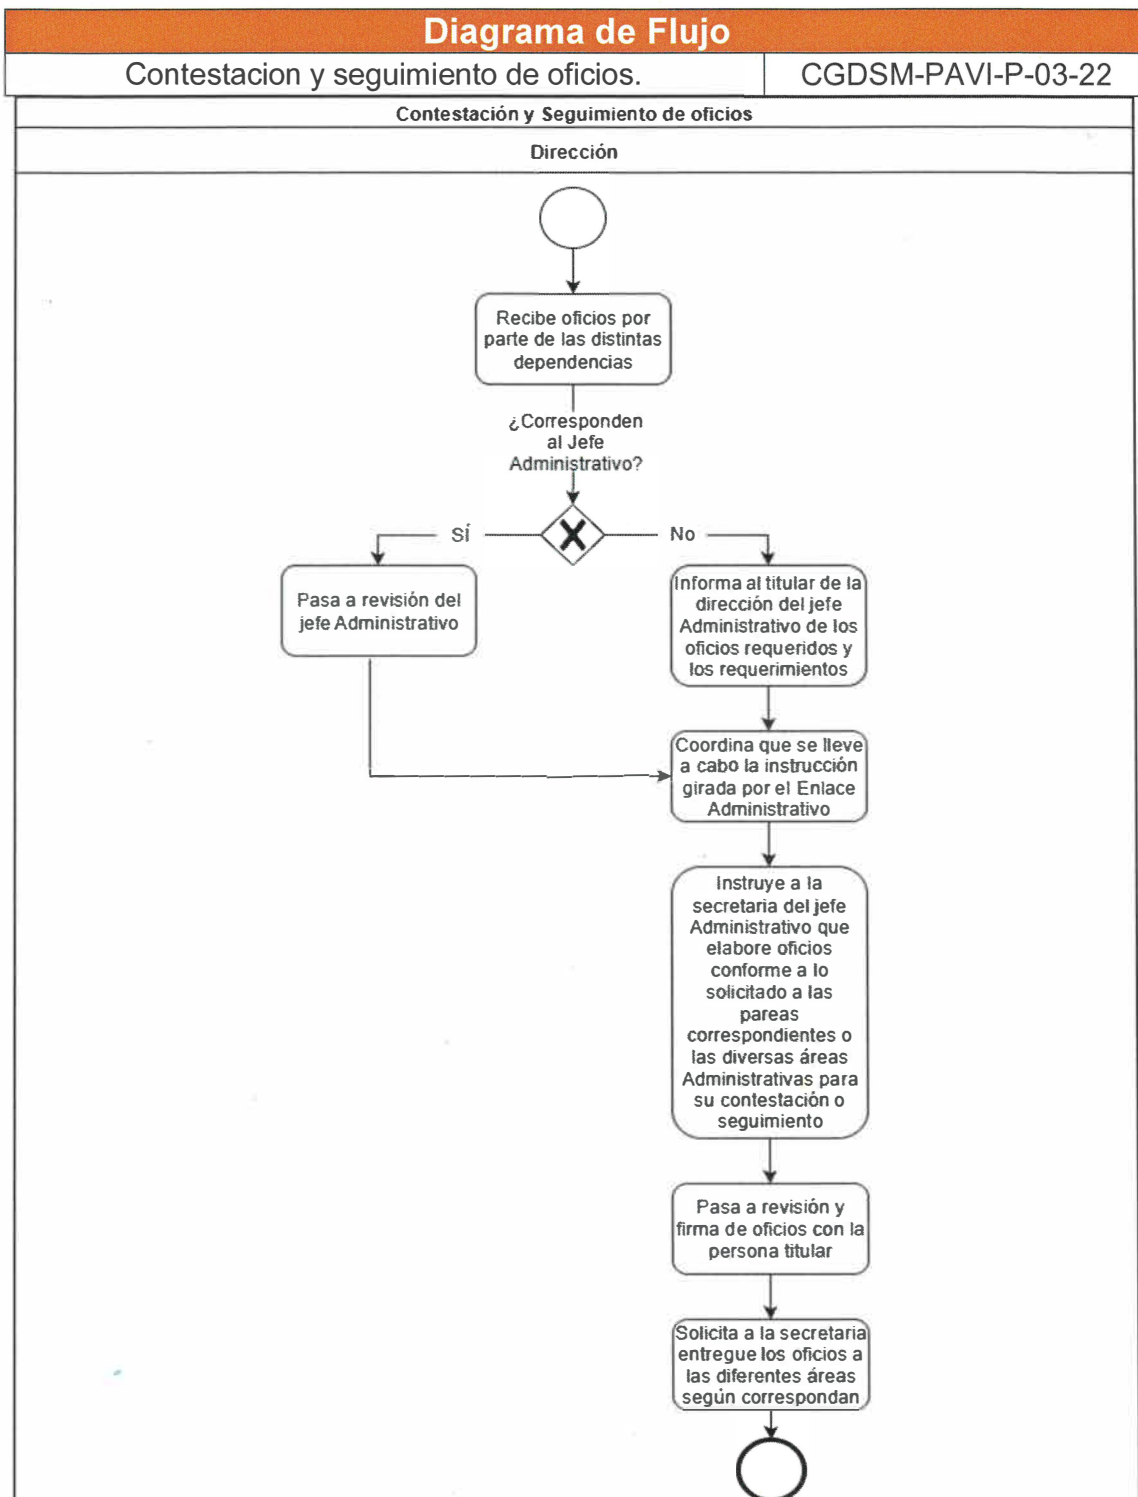 Diagrama de Flujo
Contestacion y seguimiento de oficios.
CGDSM-PAVI-P-03-22
Contestación y Seguimiento de oficios
Dirección
Recibe oficios por
parte de las distintas
dependencias
¿Corresponden
al Jefe
Administrativo?
SÍ
No
Pasa a revisión del
jefe Administrativo
Informa al titular de la
dirección del jefe
Administrativo de los
oficios requeridos y
los requerimientos
Coordina que se lleve
a cabo la instrucción
girada por el Enlace
Administrativo
Instruye a la
secretaria del jefe
Administrativo que
elabore oficios
conforme a lo
solicitado a las
pareas
correspondientes o
las diversas áreas
Administrativas para
su contestación o
seguimiento
Pasa a revisión y
firma de oficios con la
persona titular
Solicita a la secretaria
entregue los oficios a
las diferentes áreas
según correspondan